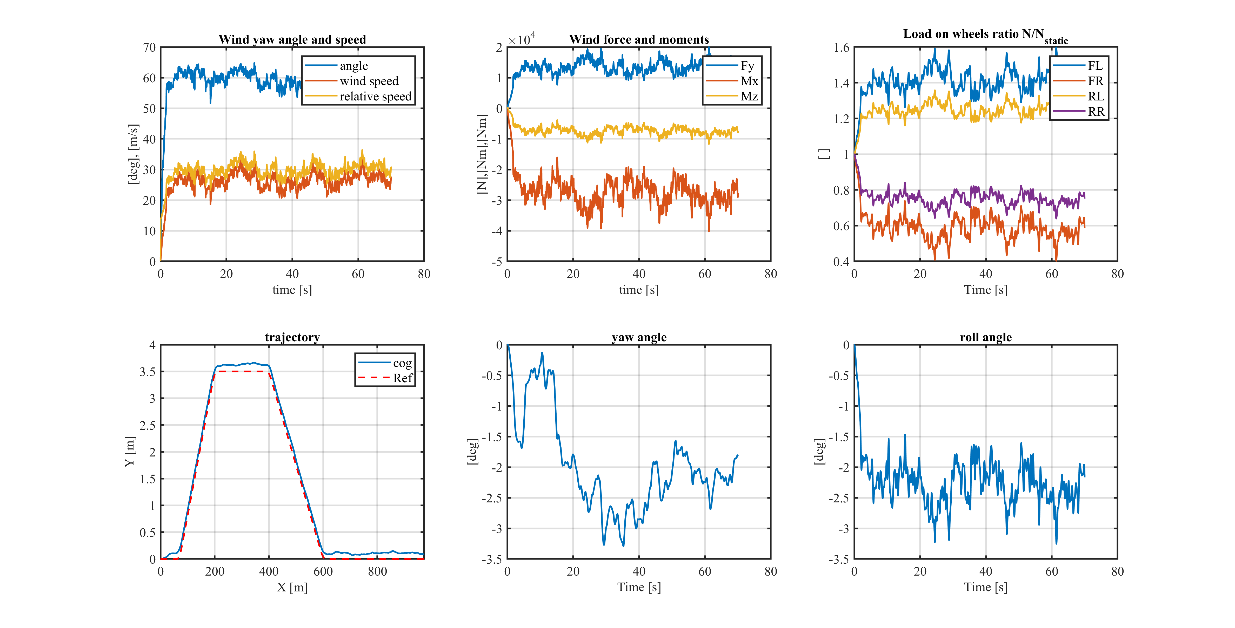 Wind yaw angle and speed
70
60
50
40
30
20
10
0
[deg], [m/s]
angle
wind speed
relative speed
0 20 40 60 80
time [s]
Wind force and moments
×10⁴
2
1
0
-1
-2
-3
-4
-5
[N],[Nm],[Nm]
Fy
Mx
Mz
0 20 40 60 80
time [s]
Load on wheels ratio N/N_static
1.6
1.4
1.2
1
0.8
0.6
0.4
[ ]
FL
FR
RL
RR
0 20 40 60 80
Time [s]
trajectory
4
3.5
3
2.5
2
1.5
1
0.5
0
Y [m]
cog
Ref
0 200 400 600 800
X [m]
yaw angle
0
-0.5
-1
-1.5
-2
-2.5
-3
-3.5
[deg]
0 20 40 60 80
Time [s]
roll angle
0
-0.5
-1
-1.5
-2
-2.5
-3
-3.5
[deg]
0 20 40 60 80
Time [s]